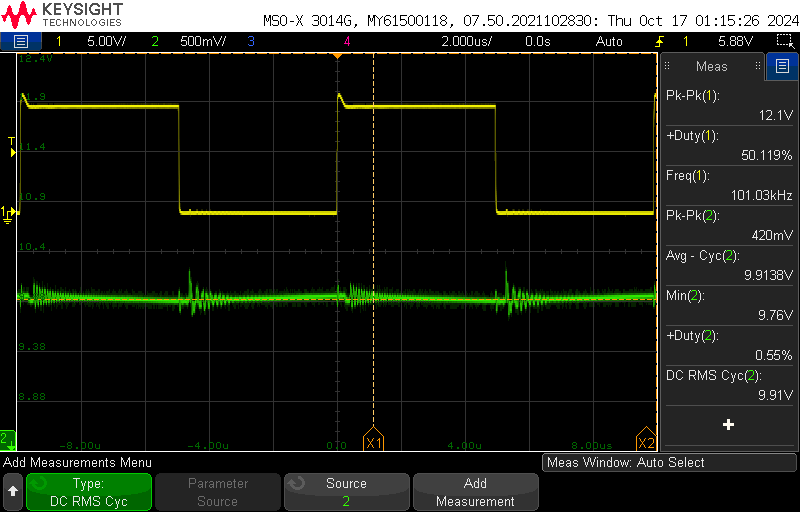 KEYSIGHT
TECHNOLOGIES
MSO-X 3014G, MY61500118, 07.50.2021102830: Thu Oct 17 01:15:26 2024
1 5.00V/ 2 500mV/ 3 4 2.000us/ 0.0s Auto 1 5.88V
12.4V
11.9
11.4
10.9
10.4
9.38
8.88
T
1
2
-8.00u -4.00u 0.0 4.00u 8.00us
X1
X2
Meas
Pk-Pk(1):
12.1V
+Duty(1):
50.119%
Freq(1):
101.03kHz
Pk-Pk(2):
420mV
Avg - Cyc(2):
9.9138V
Min(2):
9.76V
+Duty(2):
0.55%
DC RMS Cyc(2):
9.91V
+
Add Measurements Menu
Meas Window: Auto Select
Type:
DC RMS Cyc
Parameter
Source
Source
2
Add
Measurement